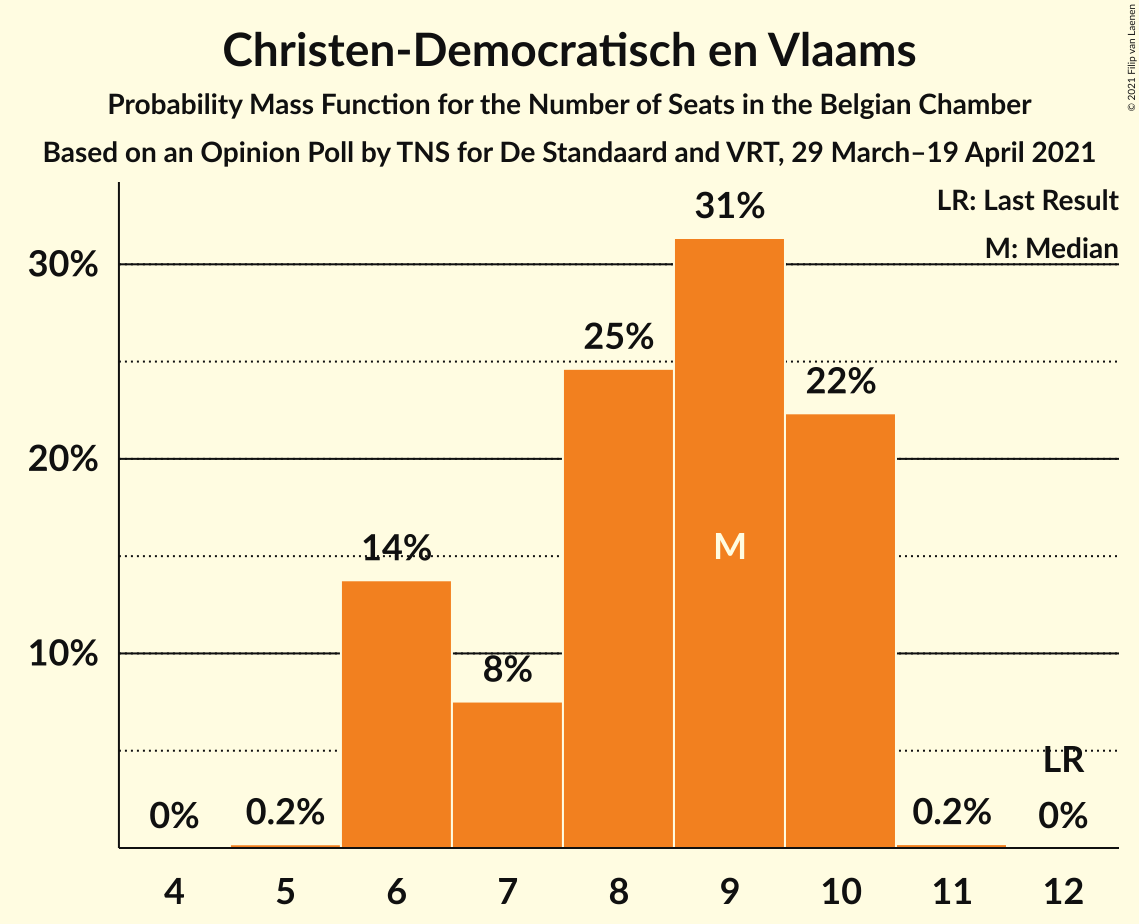 Christen-Democratisch en Vlaams
Probability Mass Function for the Number of Seats in the Belgian Chamber
Based on an Opinion Poll by TNS for De Standaard and VRT, 29 March–19 April 2021
© 2021 Filip van Laenen
LR: Last Result
M: Median
30%
20%
10%
0%
0.2%
14%
8%
25%
31%
22%
0.2%
0%
M
LR
4 5 6 7 8 9 10 11 12